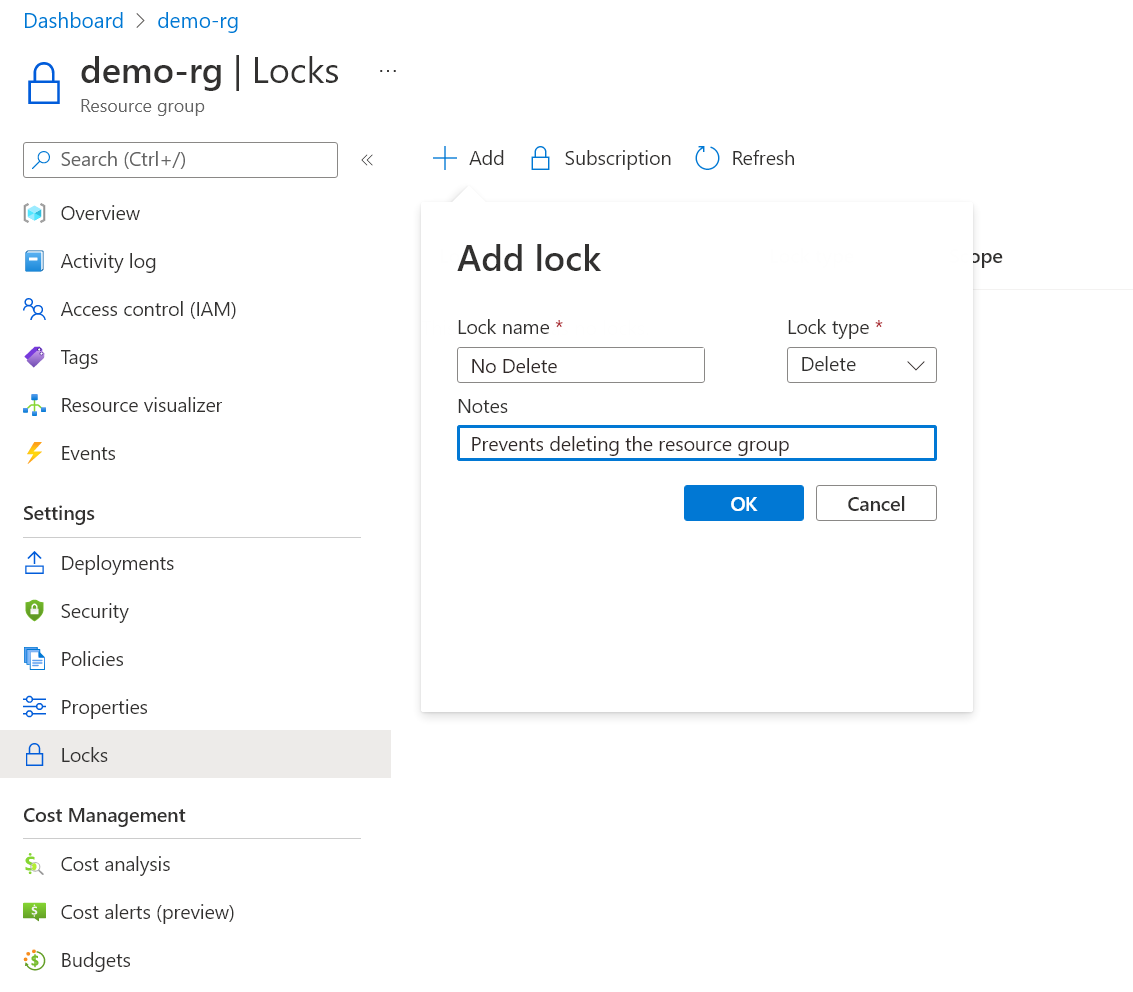 Dashboard > demo-rg
demo-rg | Locks ...
Resource group
Search (Ctrl+/) «
Add Subscription Refresh
Overview
Activity log
Access control (IAM)
Tags
Resource visualizer
Events
Settings
Deployments
Security
Policies
Properties
Locks
Cost Management
Cost analysis
Cost alerts (preview)
Budgets
Add lock
Lock name * Lock type *
No Delete Delete
Notes
Prevents deleting the resource group
OK Cancel
ope